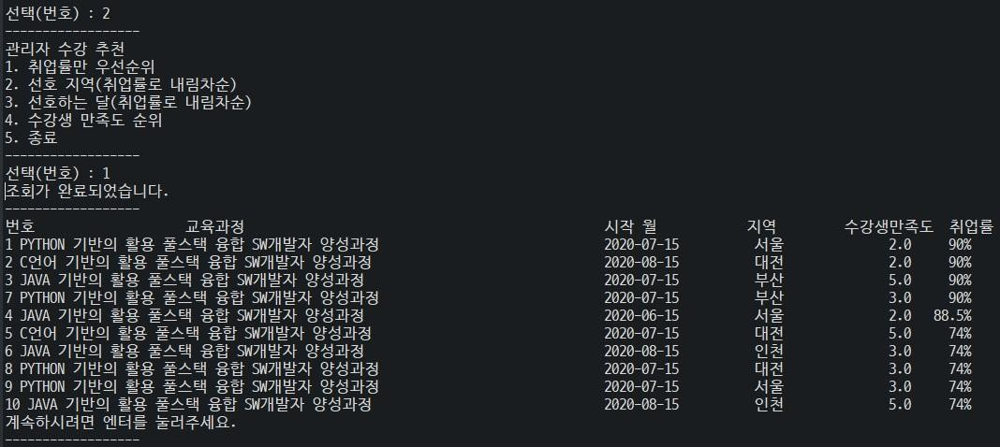 선택(번호) : 2
------------------
관리자 수강 추천
1. 취업률만 우선순위
2. 선호 지역(취업률로 내림차순)
3. 선호하는 달(취업률로 내림차순)
4. 수강생 만족도 순위
5. 종료
------------------
선택(번호) : 1
조회가 완료되었습니다.
------------------
번호 교육과정 시작 월 지역 수강생만족도 취업률
1 PYTHON 기반의 활용 풀스택 융합 SW개발자 양성과정 2020-07-15 서울 2.0 90%
2 C언어 기반의 활용 풀스택 융합 SW개발자 양성과정 2020-08-15 대전 2.0 90%
3 JAVA 기반의 활용 풀스택 융합 SW개발자 양성과정 2020-07-15 부산 5.0 90%
7 PYTHON 기반의 활용 풀스택 융합 SW개발자 양성과정 2020-07-15 부산 3.0 90%
4 JAVA 기반의 활용 풀스택 융합 SW개발자 양성과정 2020-06-15 서울 2.0 88.5%
5 C언어 기반의 활용 풀스택 융합 SW개발자 양성과정 2020-07-15 대전 5.0 74%
6 JAVA 기반의 활용 풀스택 융합 SW개발자 양성과정 2020-08-15 인천 3.0 74%
8 PYTHON 기반의 활용 풀스택 융합 SW개발자 양성과정 2020-07-15 대전 3.0 74%
9 PYTHON 기반의 활용 풀스택 융합 SW개발자 양성과정 2020-07-15 서울 3.0 74%
10 JAVA 기반의 활용 풀스택 융합 SW개발자 양성과정 2020-08-15 인천 5.0 74%
계속하시려면 엔터를 눌러주세요.
------------------